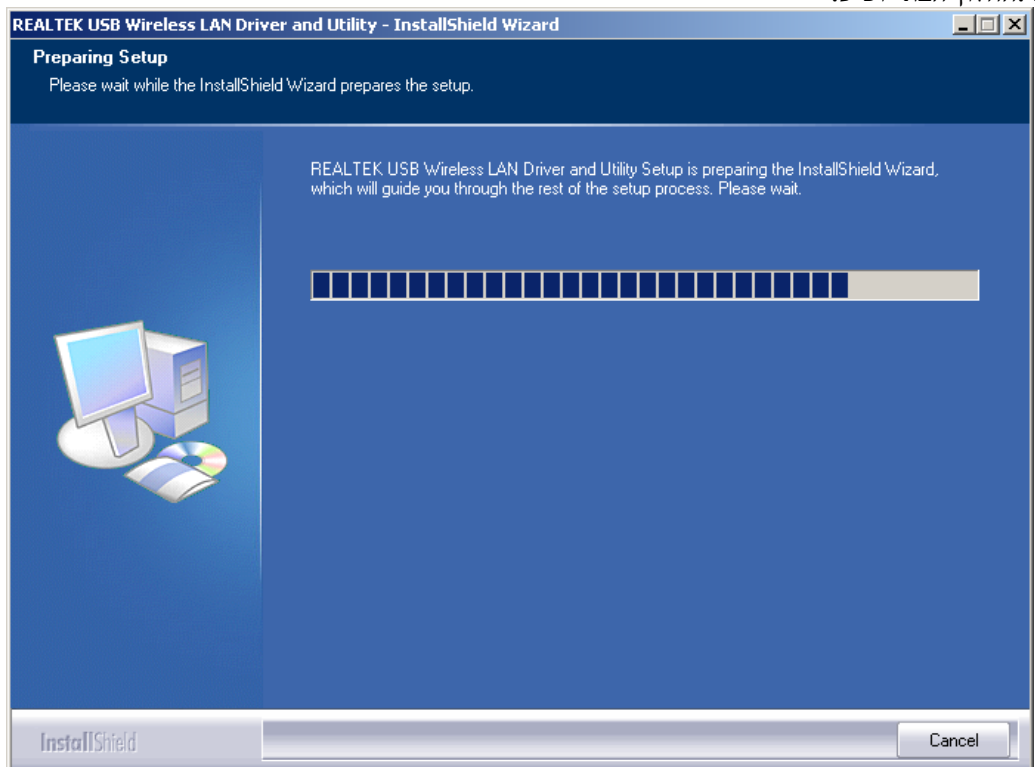 REALTEK USB Wireless LAN Driver and Utility - InstallShield Wizard
Preparing Setup
Please wait while the InstallShield Wizard prepares the setup.
REALTEK USB Wireless LAN Driver and Utility Setup is preparing the InstallShield Wizard,
which will guide you through the rest of the setup process. Please wait.
InstallShield
Cancel